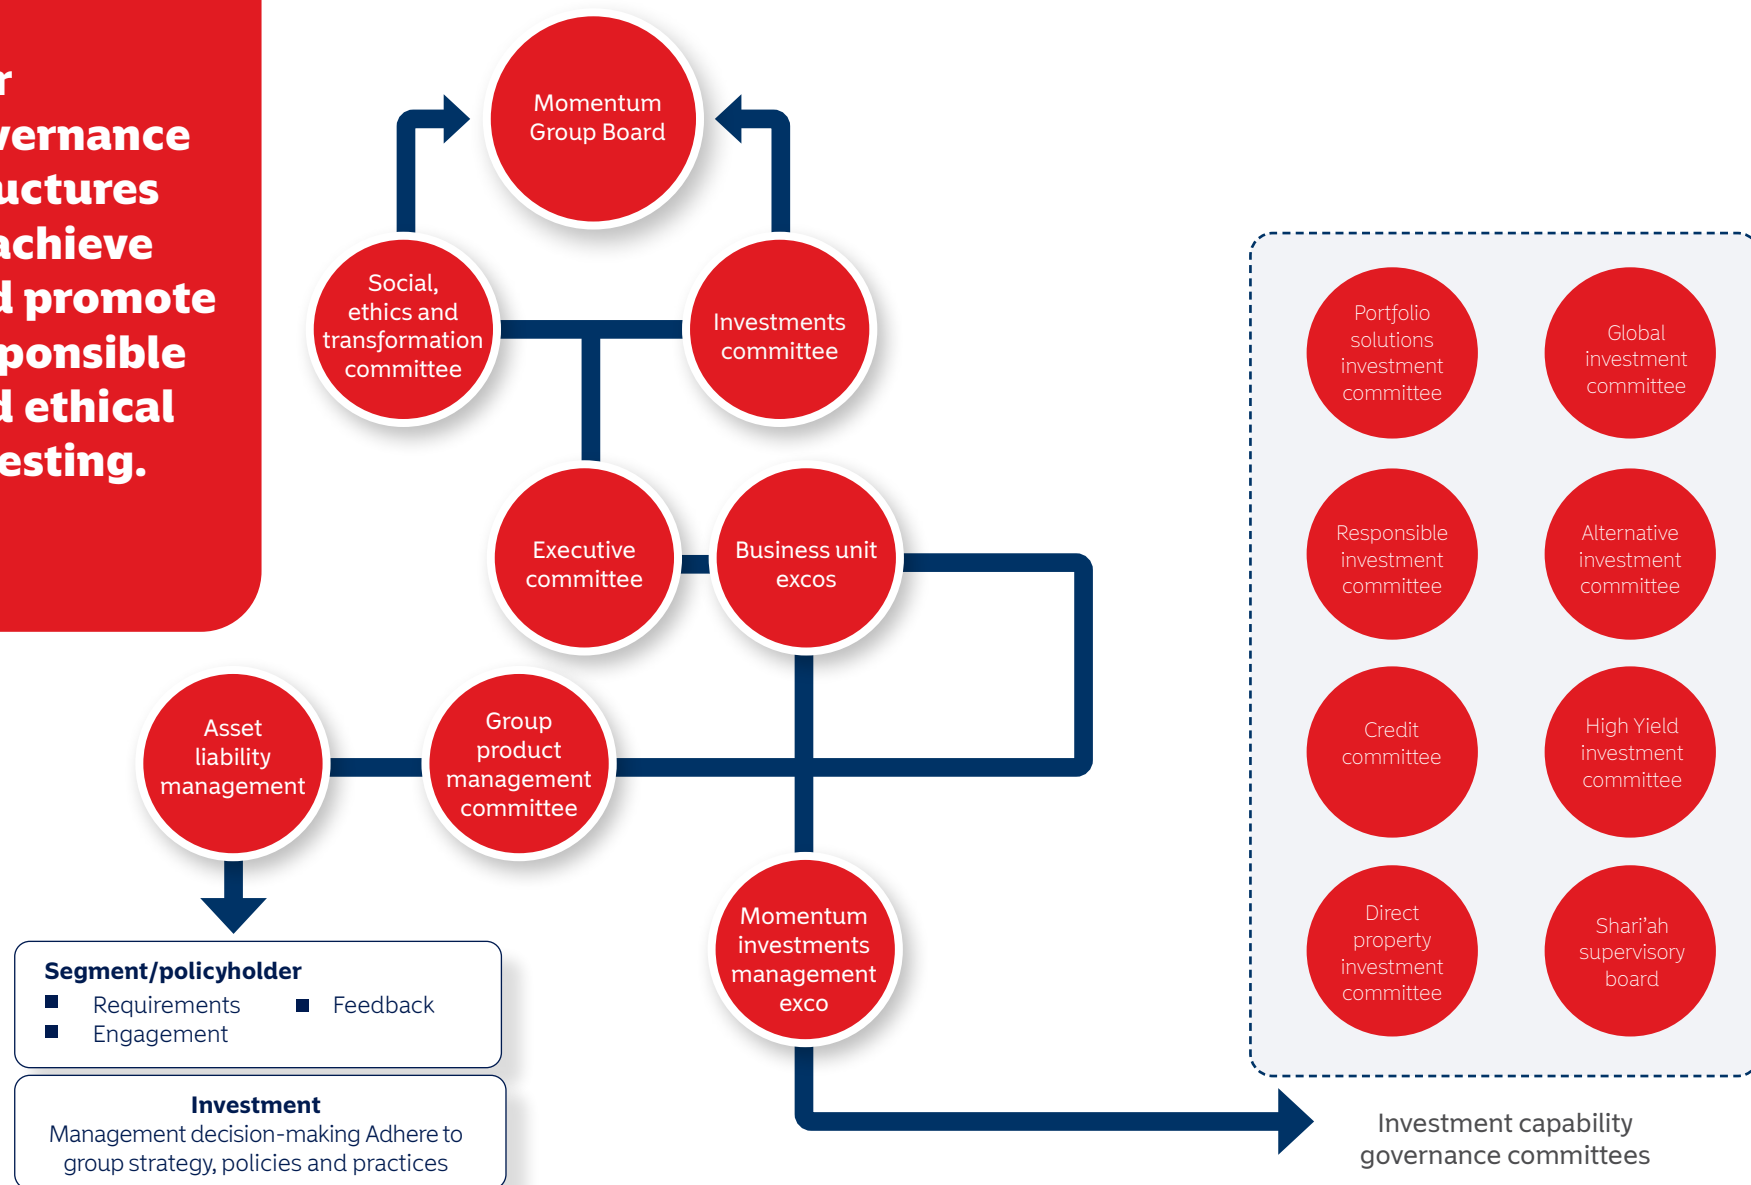 r
vernance
uctures
achieve
d promote
ponsible
d ethical
esting.
Momentum
Group Board
Social,
ethics and
transformation
committee
Investments
committee
Executive
committee
Business unit
excos
Asset
liability
management
Group
product
management
committee
Momentum
investments
management
exco
Segment/policyholder
■ Requirements ■ Feedback
■ Engagement
Investment
Management decision-making Adhere to
group strategy, policies and practices
Portfolio
solutions
investment
committee
Global
investment
committee
Responsible
investment
committee
Alternative
investment
committee
Credit
committee
High Yield
investment
committee
Direct
property
investment
committee
Shari’ah
supervisory
board
Investment capability
governance committees